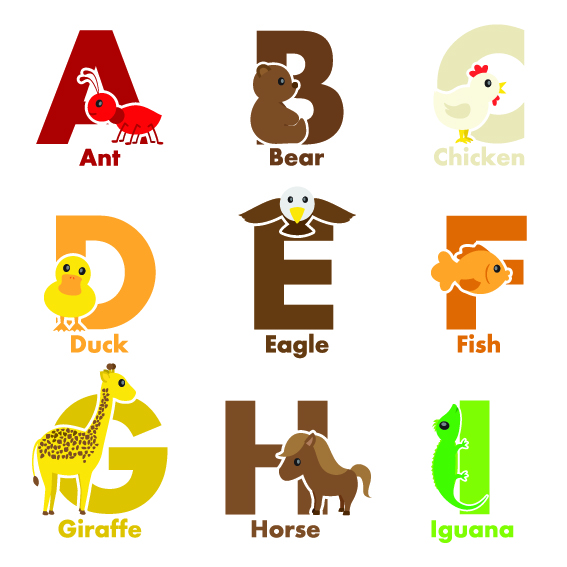 A B C
Ant Bear Chicken
D E F
Duck Eagle Fish
G H I
Giraffe Horse Iguana